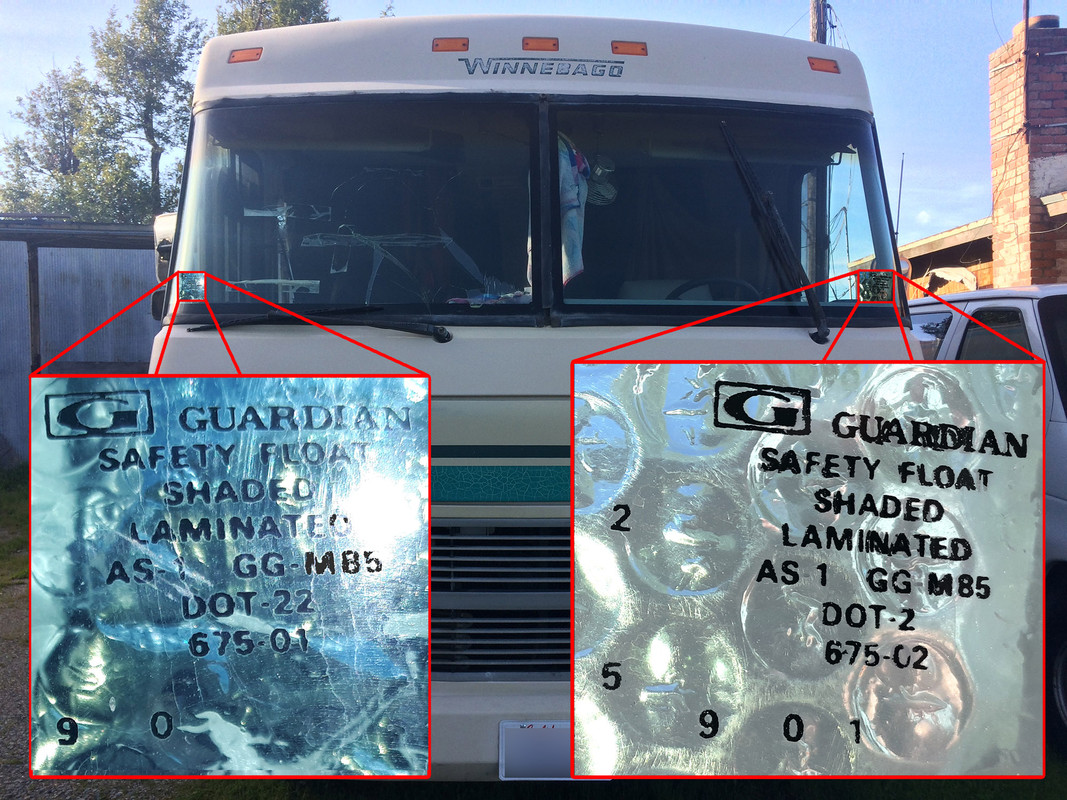 WINNEBAGO
G GUARDIAN
SAFETY FLOAT
SHADED
LAMINATED
AS-1 GG-M85
DOT-22
675-01
9 0
G GUARDIAN
SAFETY FLOAT
SHADED
2
LAMINATED
AS 1 GG-M85
DOT-2
675-02
5
9 0 1